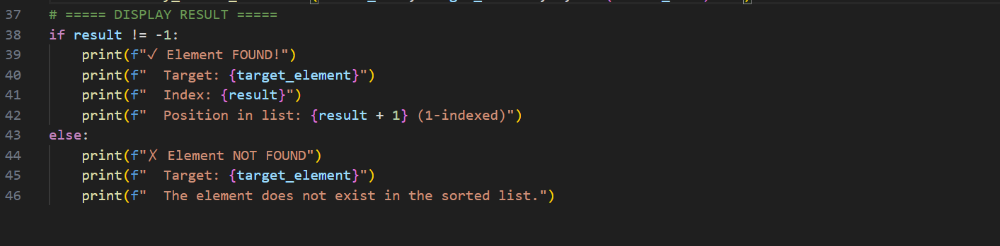 37 # ===== DISPLAY RESULT =====
38 if result != -1:
39     print(f"✓ Element FOUND!")
40     print(f"  Target: {target_element}")
41     print(f"  Index: {result}")
42     print(f"  Position in list: {result + 1} (1-indexed)")
43 else:
44     print(f"✗ Element NOT FOUND")
45     print(f"  Target: {target_element}")
46     print(f"  The element does not exist in the sorted list.")